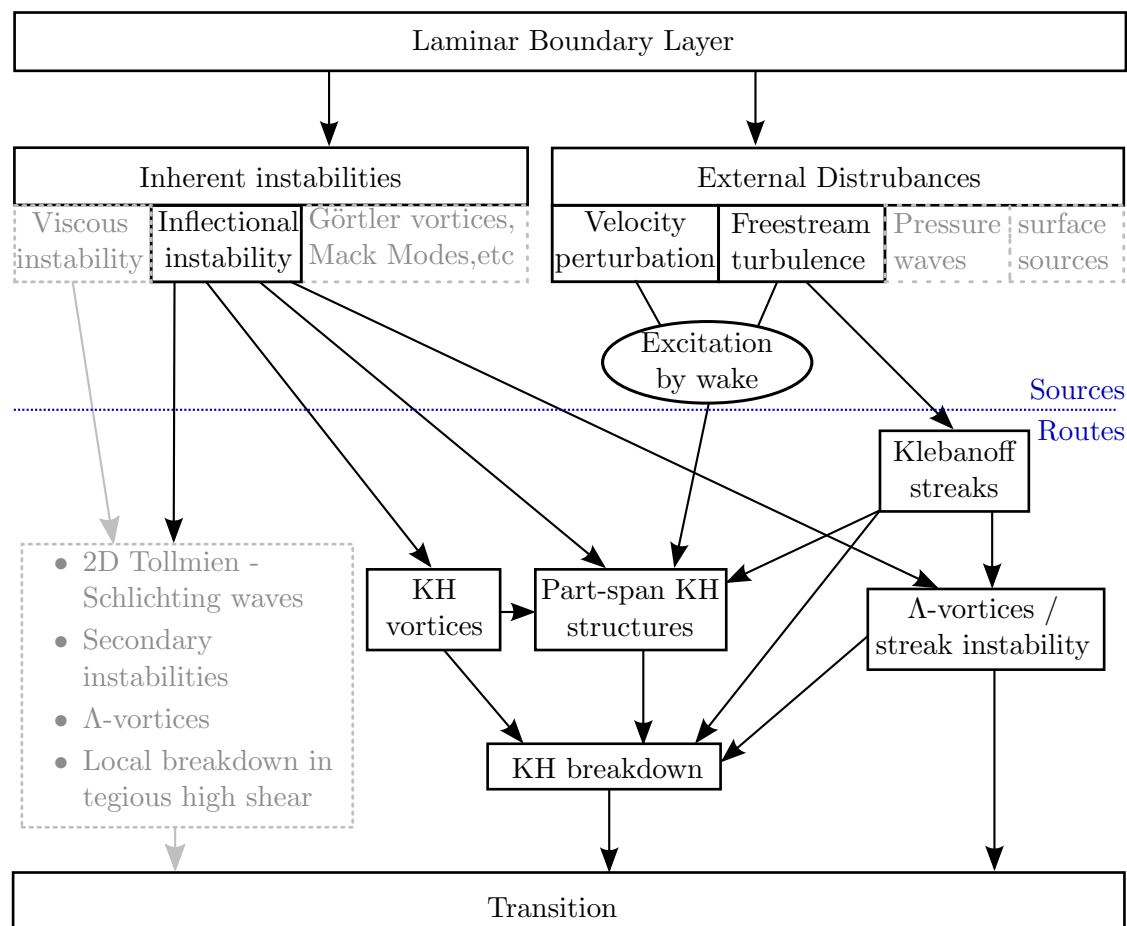 Laminar Boundary Layer
Inherent instabilities
External Distrubances
Viscous
instability
Inflectional
instability
Görtler vortices,
Mack Modes,etc
Velocity
perturbation
Freestream
turbulence
Pressure
waves
surface
sources
Excitation
by wake
Sources
Routes
Klebanoff
streaks
• 2D Tollmien -
Schlichting waves
• Secondary
instabilities
• Λ-vortices
• Local breakdown in
tegious high shear
KH
vortices
Part-span KH
structures
Λ-vortices /
streak instability
KH breakdown
Transition